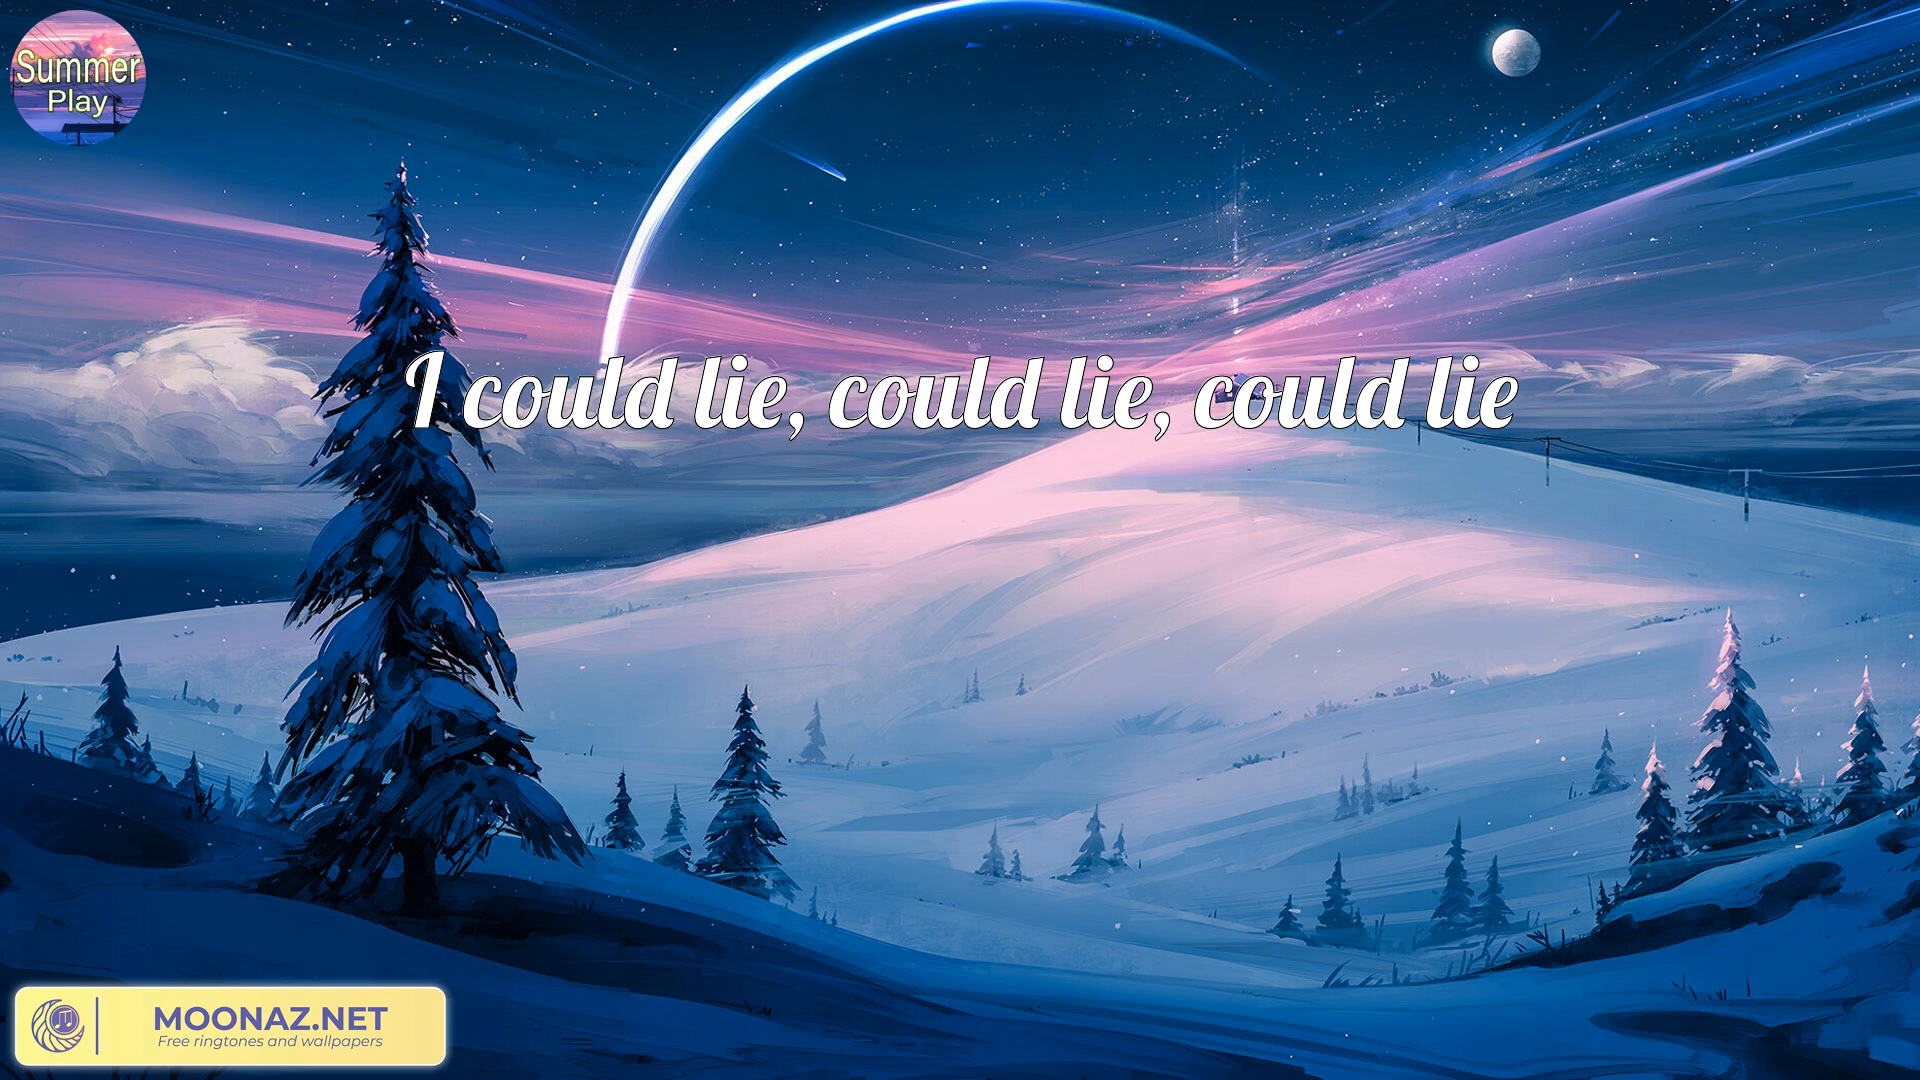 Summer
Play
I could lie, could lie, could lie
MOONAZ.NET
Free ringtones and wallpapers